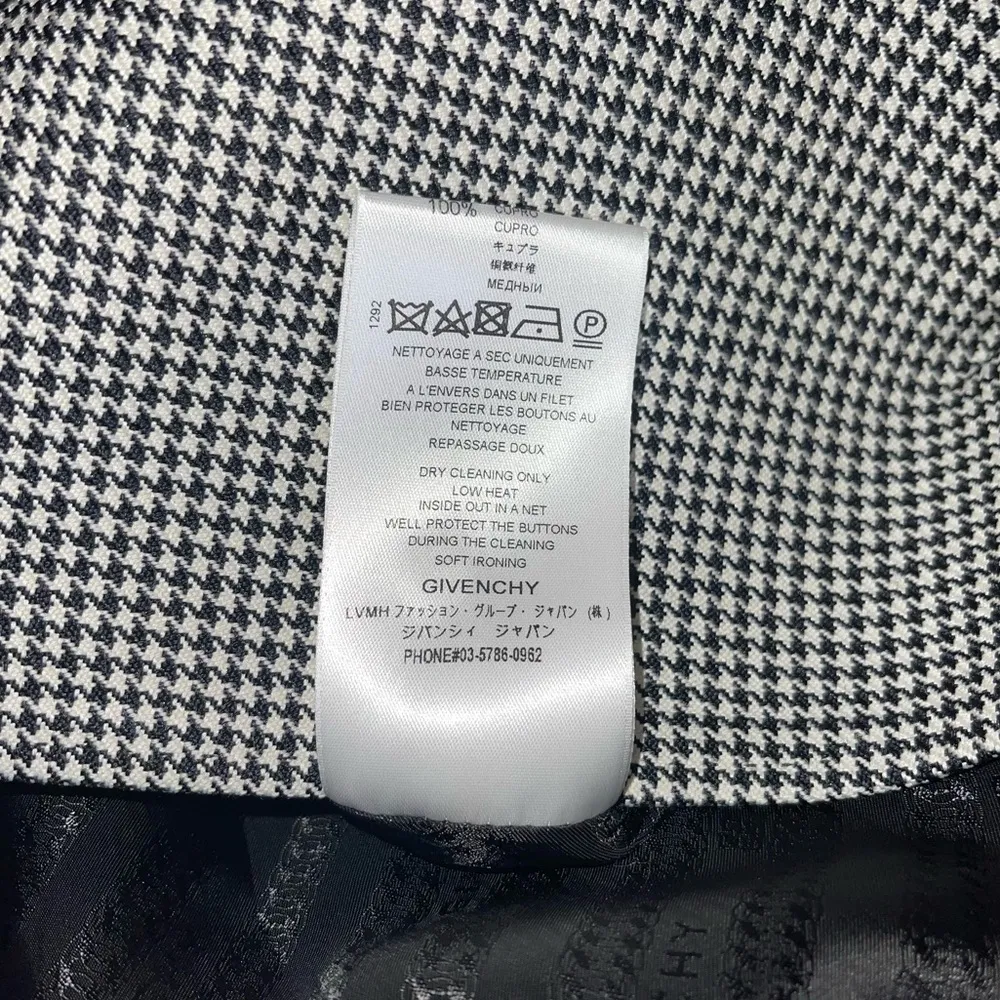 100% CUPRO
CUPRO
キュプラ
铜氨纤维
МЕДНЫЙ
1292
P
NETTOYAGE A SEC UNIQUEMENT
BASSE TEMPERATURE
A L'ENVERS DANS UN FILET
BIEN PROTEGER LES BOUTONS AU
NETTOYAGE
REPASSAGE DOUX
DRY CLEANING ONLY
LOW HEAT
INSIDE OUT IN A NET
WELL PROTECT THE BUTTONS
DURING THE CLEANING
SOFT IRONING
GIVENCHY
LVMH ファッション・グループ・ジャパン (株)
ジバンシィ ジャパン
PHONE#03-5786-0962
HY